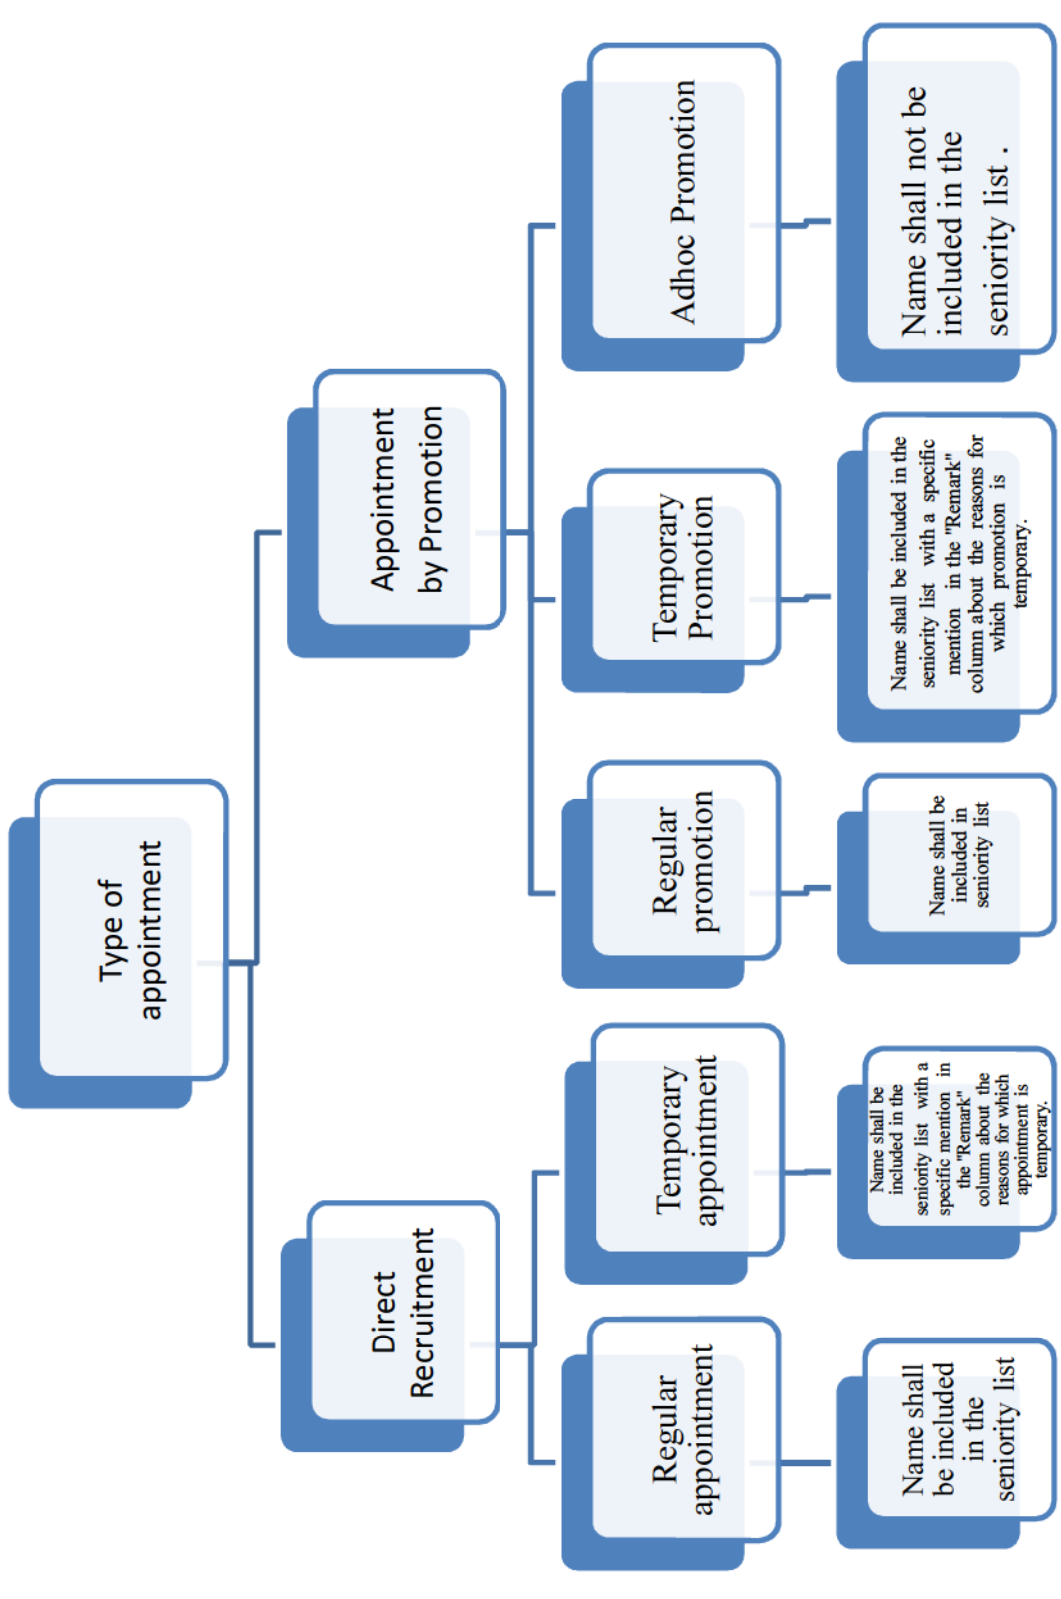 Type of
appointment
Direct
Recruitment
Appointment
by Promotion
Regular
appointment
Temporary
appointment
Regular
promotion
Temporary
Promotion
Adhoc Promotion
Name shall
be included
in the
seniority list
Name shall be
included in the
seniority list with a
specific mention in
the "Remark"
column about the
reasons for which
appointment is
temporary.
Name shall be
included in
seniority list
Name shall be included in the
seniority list with a specific
mention in the "Remark"
column about the reasons for
which promotion is
temporary.
Name shall not be
included in the
seniority list .